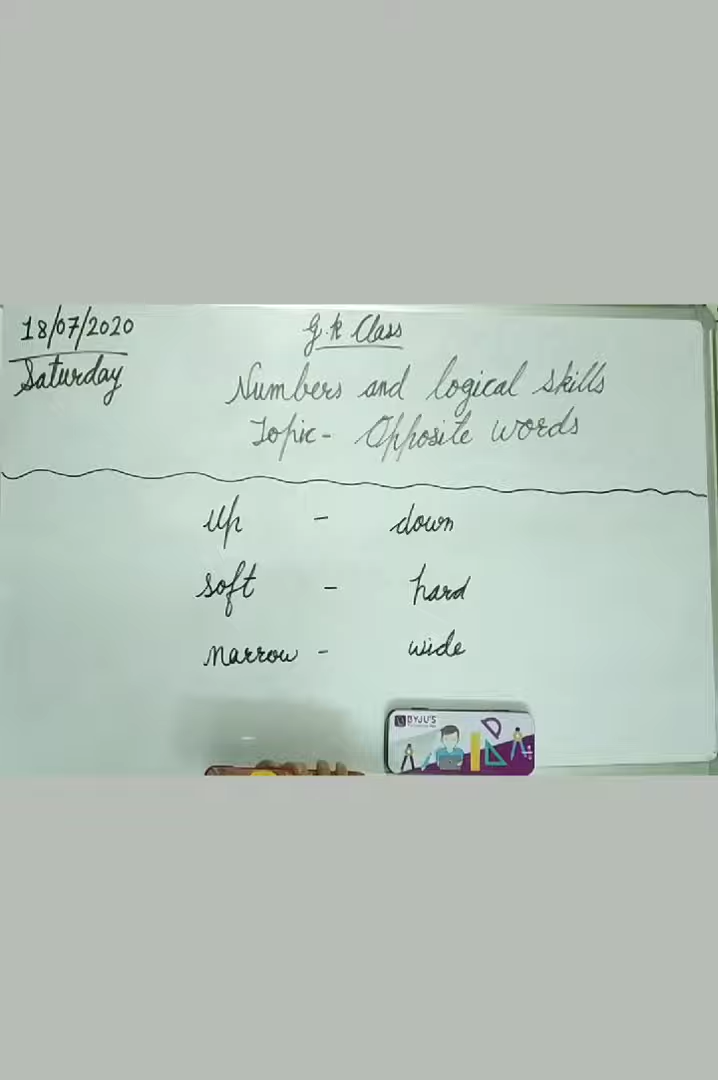 18/07/2020
Saturday
G.K Class
Numbers and logical skills
Topic- Opposite words
up - down
soft - hard
narrow - wide
BYJU'S